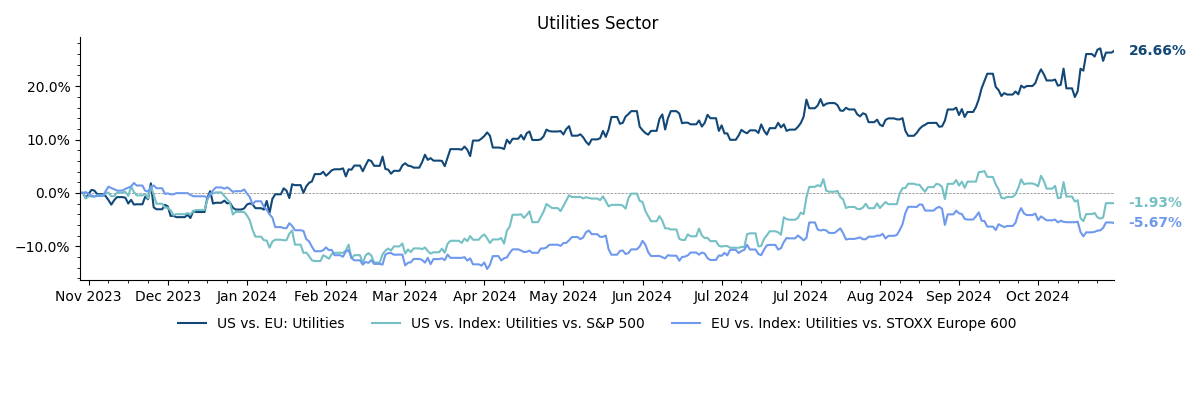 Utilities Sector
26.66%
20.0%
10.0%
0.0%
-1.93%
-5.67%
−10.0%
Nov 2023 Dec 2023 Jan 2024 Feb 2024 Mar 2024 Apr 2024 May 2024 Jun 2024 Jul 2024 Jul 2024 Aug 2024 Sep 2024 Oct 2024
US vs. EU: Utilities US vs. Index: Utilities vs. S&P 500 EU vs. Index: Utilities vs. STOXX Europe 600